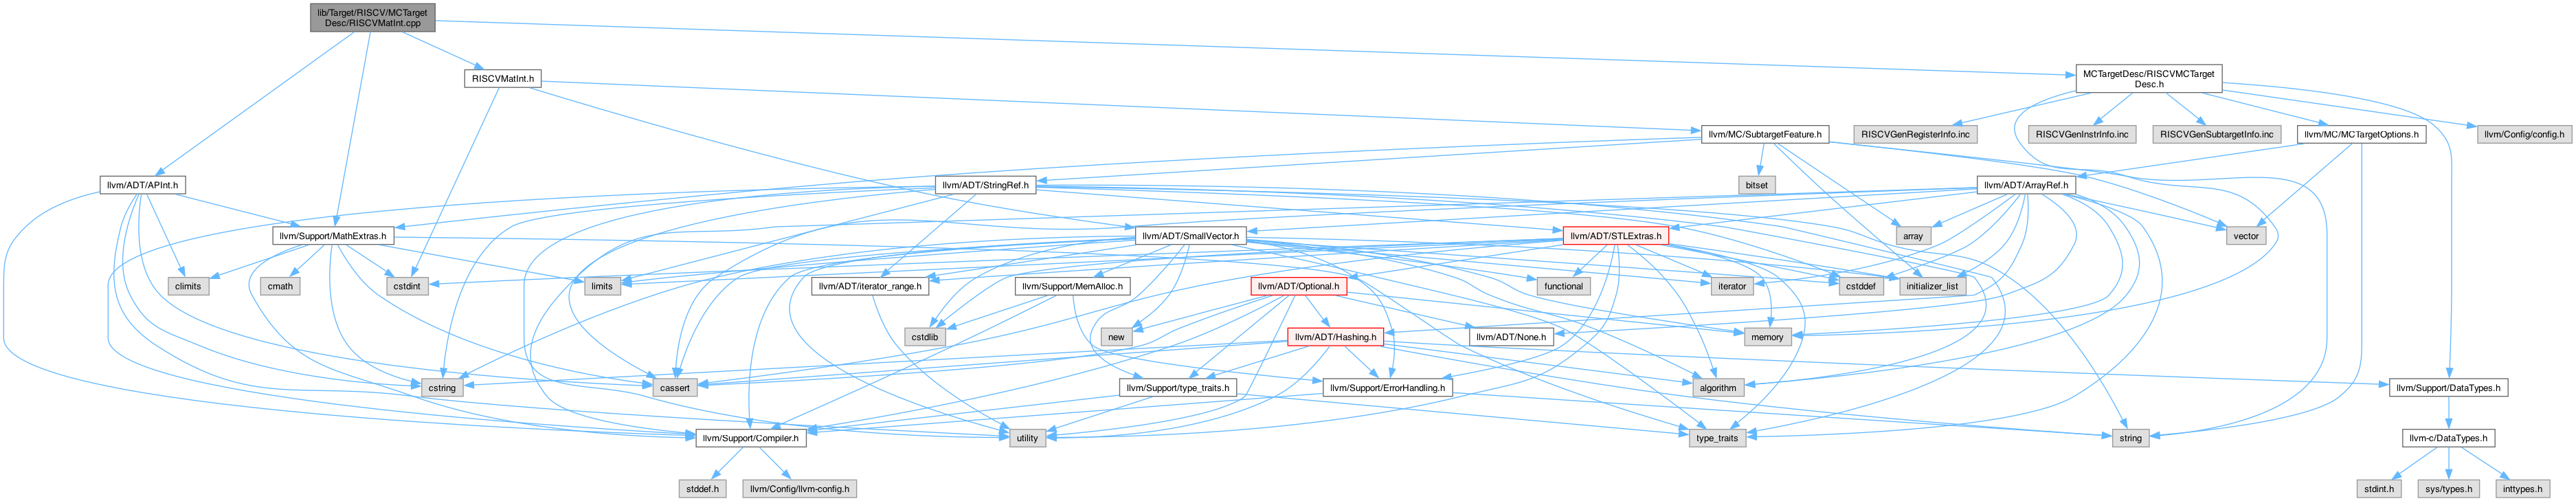 lib/Target/RISCV/MCTarget
Desc/RISCVMatInt.cpp
RISCVMatInt.h
MCTargetDesc/RISCVMCTarget
Desc.h
llvm/MC/SubtargetFeature.h
RISCVGenRegisterInfo.inc
RISCVGenInstrInfo.inc
RISCVGenSubtargetInfo.inc
llvm/MC/MCTargetOptions.h
llvm/Config/config.h
llvm/ADT/APInt.h
llvm/ADT/StringRef.h
bitset
llvm/ADT/ArrayRef.h
llvm/Support/MathExtras.h
llvm/ADT/SmallVector.h
llvm/ADT/STLExtras.h
array
vector
climits
cmath
cstdint
limits
llvm/ADT/iterator_range.h
llvm/Support/MemAlloc.h
llvm/ADT/Optional.h
functional
iterator
cstddef
initializer_list
cstdlib
new
llvm/ADT/Hashing.h
llvm/ADT/None.h
memory
cstring
cassert
llvm/Support/type_traits.h
llvm/Support/ErrorHandling.h
algorithm
llvm/Support/DataTypes.h
llvm/Support/Compiler.h
utility
type_traits
string
llvm-c/DataTypes.h
stddef.h
llvm/Config/llvm-config.h
stdint.h
sys/types.h
inttypes.h